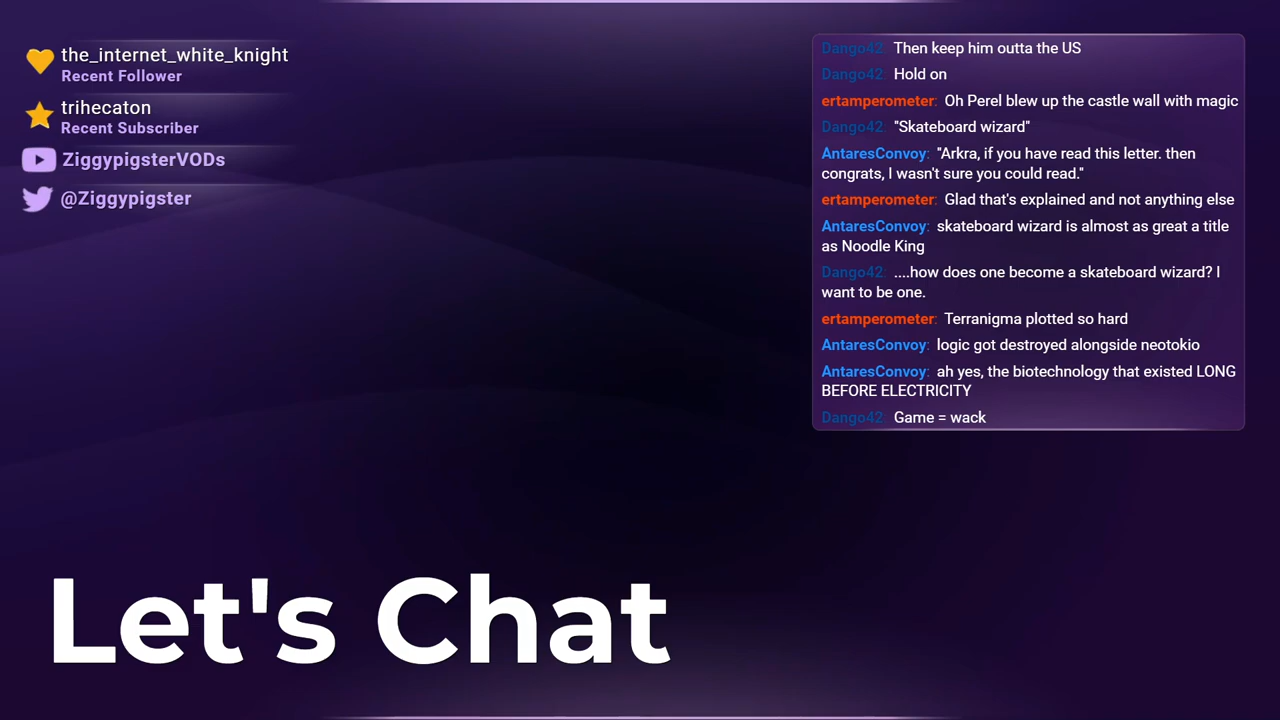 the_internet_white_knight
Recent Follower
trihecaton
Recent Subscriber
ZiggypigsterVODs
@Ziggypigster
Dango42: Then keep him outta the US
Dango42: Hold on
ertamperometer: Oh Perel blew up the castle wall with magic
Dango42: "Skateboard wizard"
AntaresConvoy: "Arkra, if you have read this letter. then
congrats, I wasn't sure you could read."
ertamperometer: Glad that's explained and not anything else
AntaresConvoy: skateboard wizard is almost as great a title
as Noodle King
Dango42: ....how does one become a skateboard wizard? I
want to be one.
ertamperometer: Terranigma plotted so hard
AntaresConvoy: logic got destroyed alongside neotokio
AntaresConvoy: ah yes, the biotechnology that existed LONG
BEFORE ELECTRICITY
Dango42: Game = wack
Let's Chat